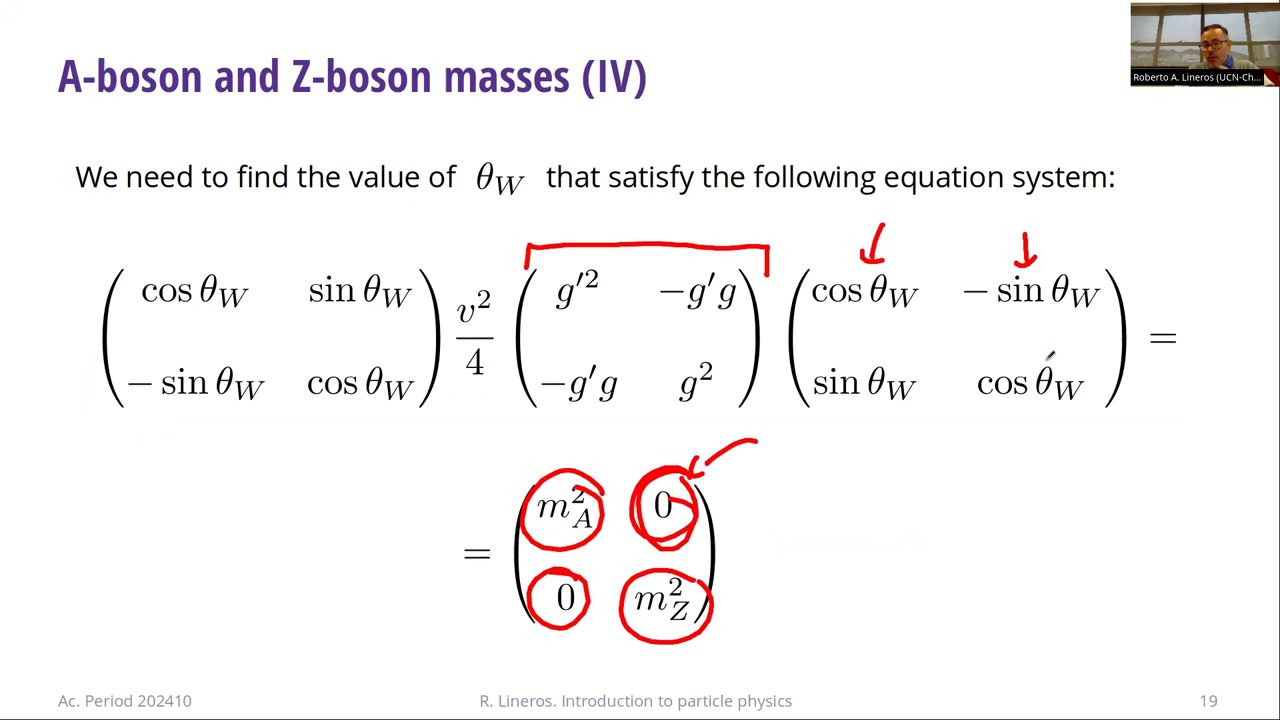 A-boson and Z-boson masses (IV)
Roberto A. Lineros (UCN-Ch...
We need to find the value of θ_W that satisfy the following equation system:
( cos θ_W  sin θ_W ; − sin θ_W  cos θ_W ) v²/4 ( g′²  −g′g ; −g′g  g² ) ( cos θ_W  − sin θ_W ; sin θ_W  cos θ_W ) =
= ( m²_A  0 ; 0  m²_Z )
Ac. Period 202410 R. Lineros. Introduction to particle physics 19